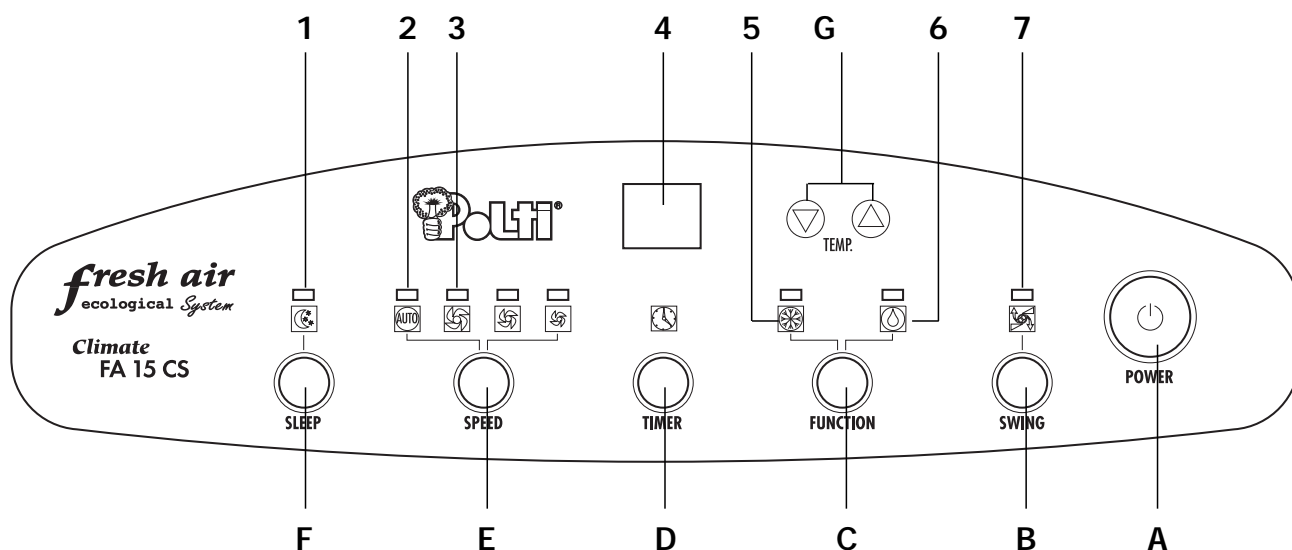 1 2 3 4 5 G 6 7
Polti®
TEMP.
fresh air
ecological System
AUTO
Climate
FA 15 CS
POWER
SLEEP SPEED TIMER FUNCTION SWING
F E D C B A